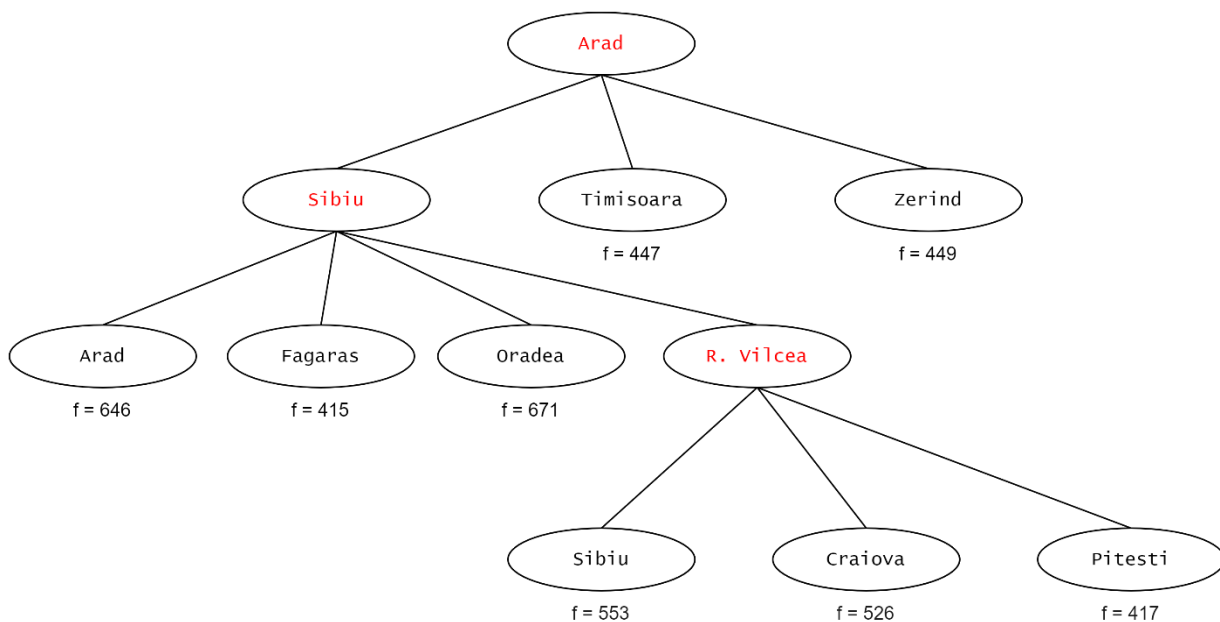 Arad
Sibiu
Timisoara
Zerind
f = 447
f = 449
Arad
Fagaras
Oradea
R. Vilcea
f = 646
f = 415
f = 671
Sibiu
Craiova
Pitesti
f = 553
f = 526
f = 417